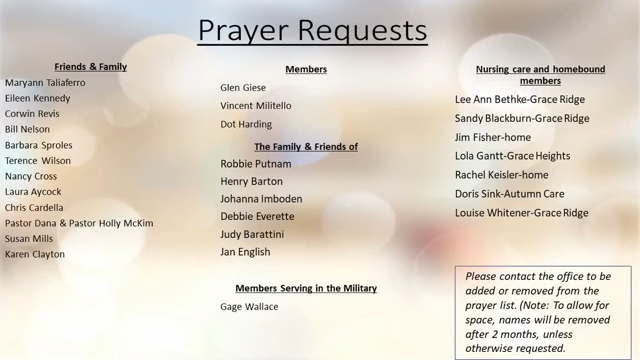 Prayer Requests
Friends & Family
Maryann Taliaferro
Eileen Kennedy
Corwin Revis
Bill Nelson
Barbara Sproles
Terence Wilson
Nancy Cross
Laura Aycock
Chris Cardella
Pastor Dana & Pastor Holly McKim
Susan Mills
Karen Clayton
Members
Glen Giese
Vincent Militello
Dot Harding
The Family & Friends of
Robbie Putnam
Henry Barton
Johanna Imboden
Debbie Everette
Judy Barattini
Jan English
Members Serving in the Military
Gage Wallace
Nursing care and homebound
members
Lee Ann Bethke-Grace Ridge
Sandy Blackburn-Grace Ridge
Jim Fisher-home
Lola Gantt-Grace Heights
Rachel Keisler-home
Doris Sink-Autumn Care
Louise Whitener-Grace Ridge
Please contact the office to be
added or removed from the
prayer list. (Note: To allow for
space, names will be removed
after 2 months, unless
otherwise requested.